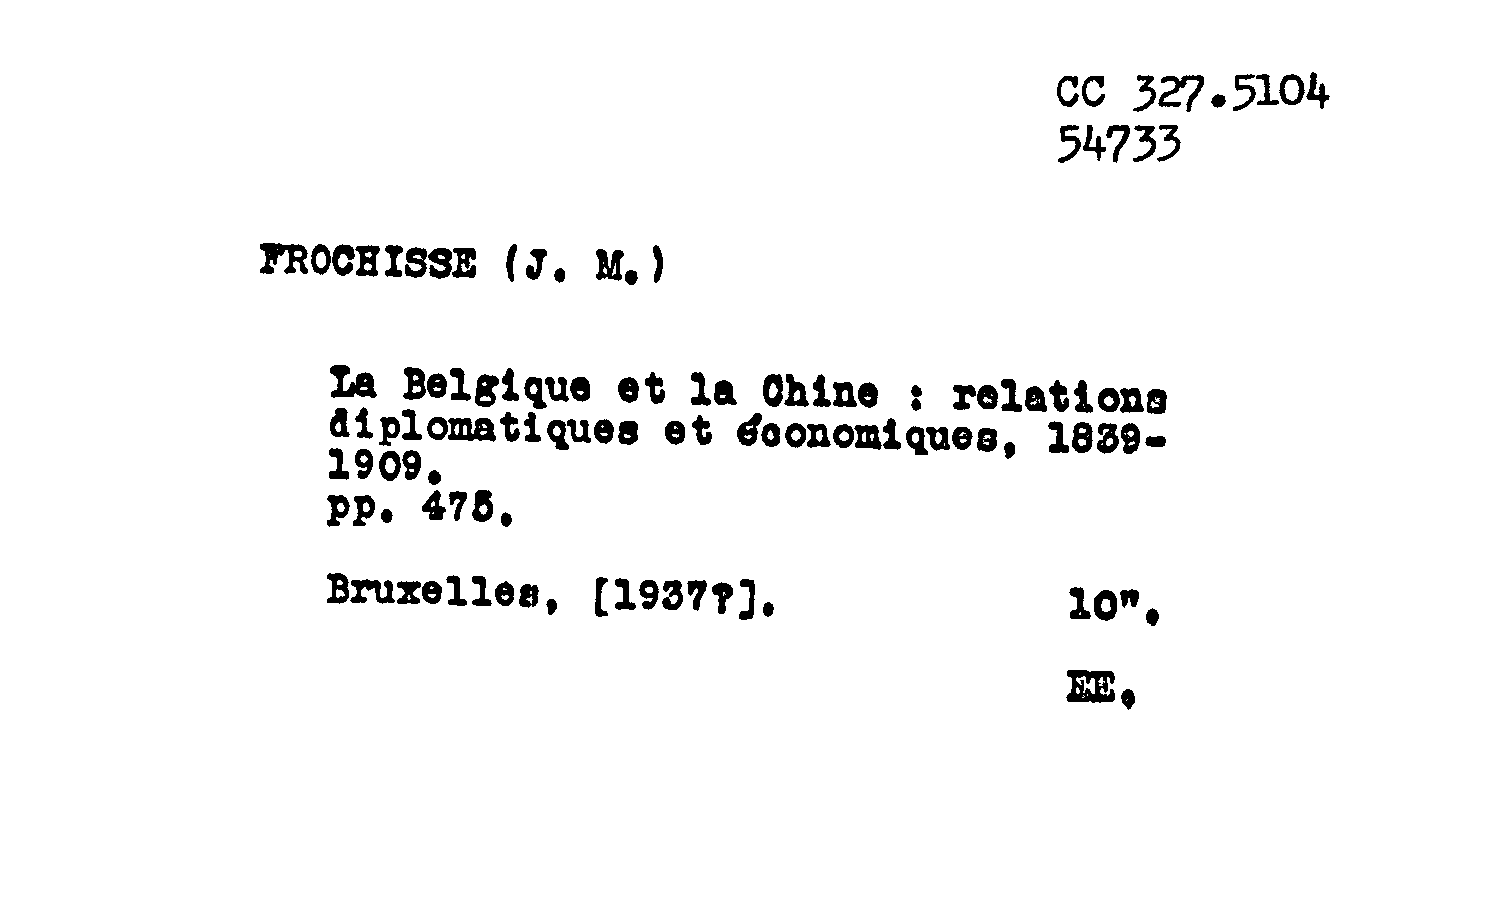 CC 327.5104
54733
FROCHISSE (J. M.)
La Belgique et la Chine : relations
diplomatiques et économiques, 1839-
1909.
pp. 475.
Bruxelles, [1937?].
10".
EE.